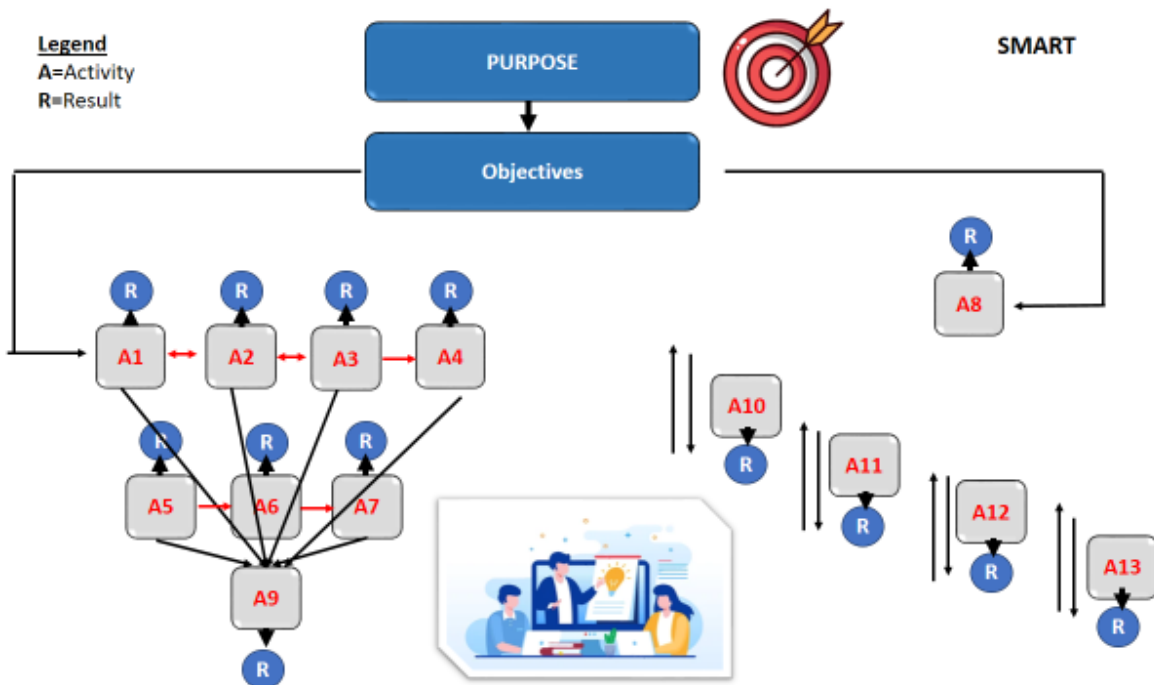 Legend
A=Activity
R=Result
PURPOSE
SMART
Objectives
R
A8
R R R R
A1 A2 A3 A4
A10
R
R R R
A11
R
A5 A6 A7
A12
R
A13
R
A9
R